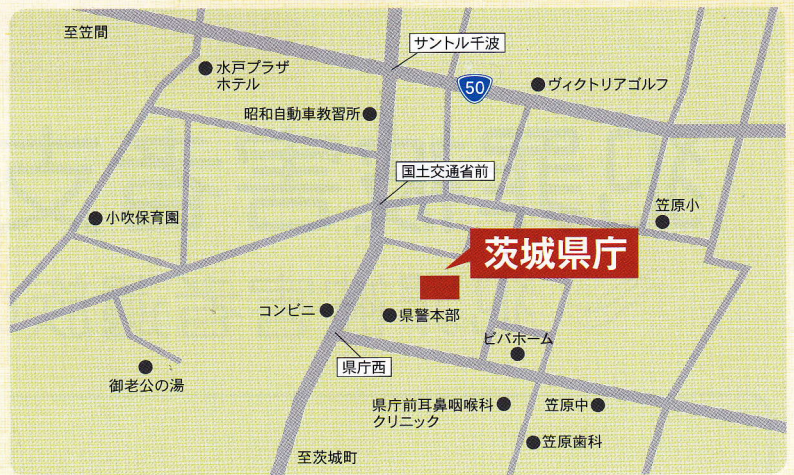 至笠間
サントル千波
水戸プラザ
ホテル
50
ヴィクトリアゴルフ
昭和自動車教習所
国土交通省前
小吹保育園
笠原小
茨城県庁
コンビニ
県警本部
ビバホーム
県庁西
御老公の湯
県庁前耳鼻咽喉科
クリニック
笠原中
笠原歯科
至茨城町